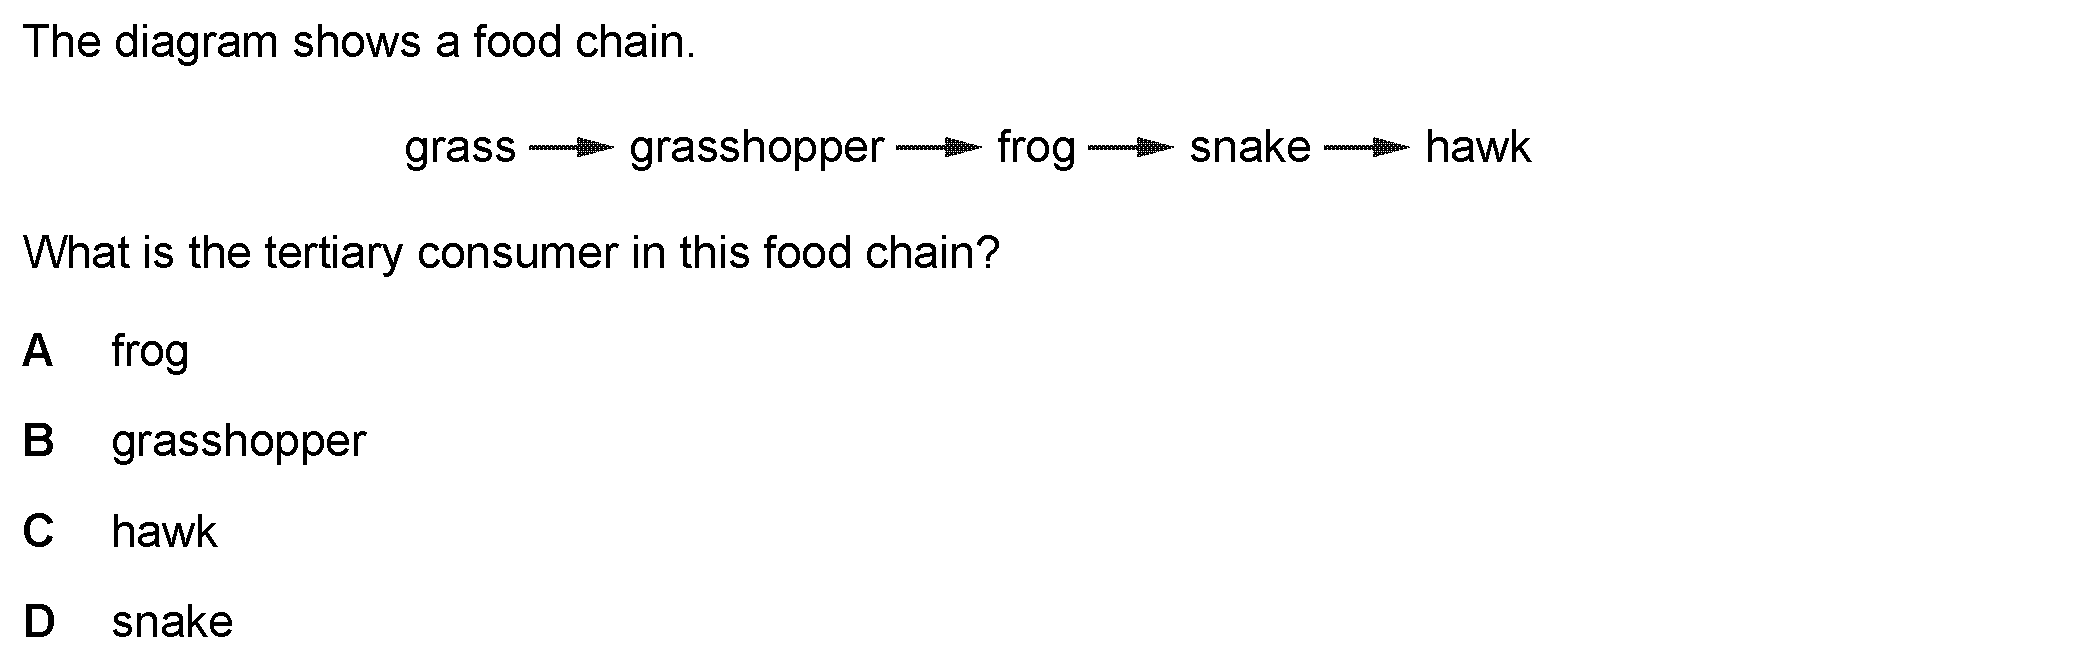 The diagram shows a food chain.
grass → grasshopper → frog → snake → hawk
What is the tertiary consumer in this food chain?
A frog
B grasshopper
C hawk
D snake